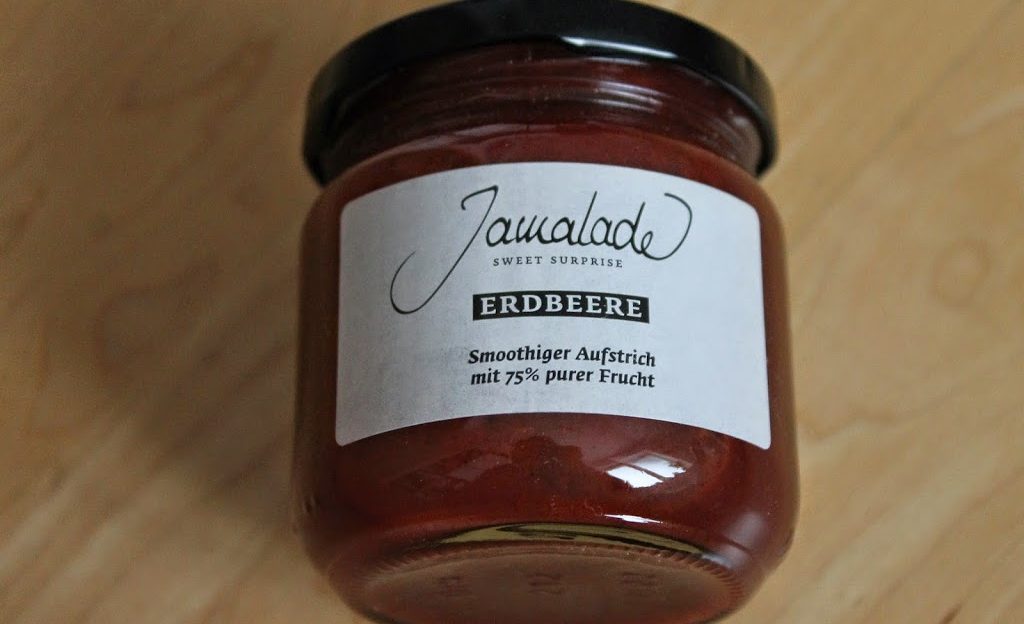 Jamalade
SWEET SURPRISE
ERDBEERE
Smoothiger Aufstrich
mit 75% purer Frucht